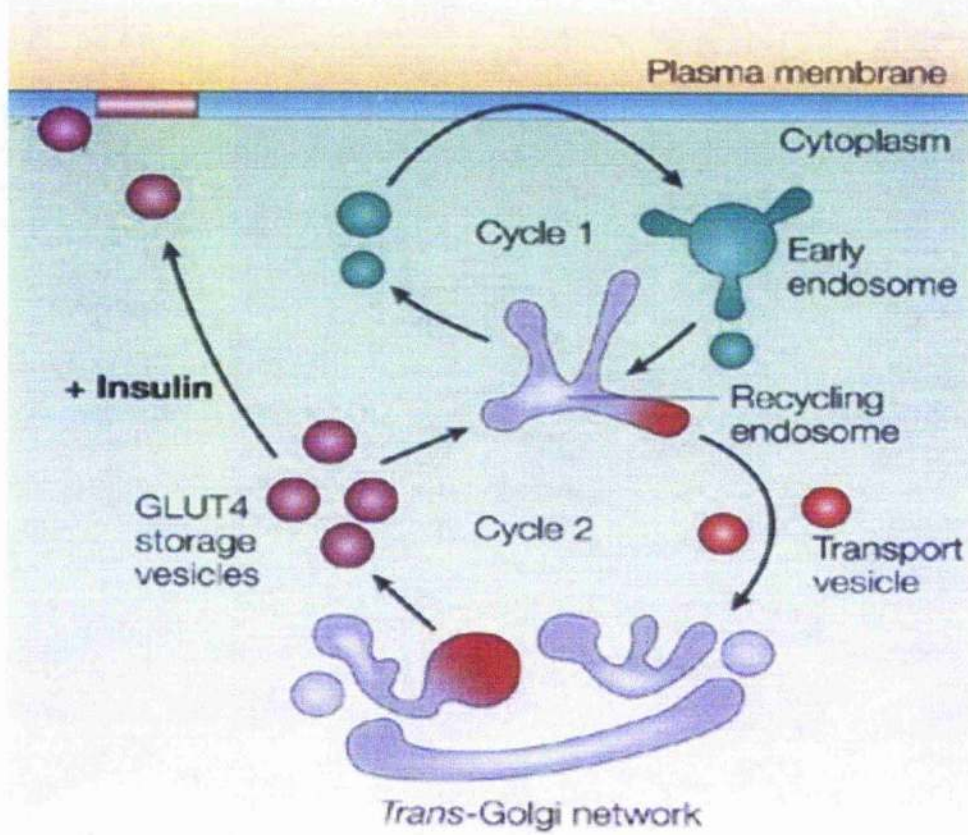 Plasma membrane
Cytoplasm
Cycle 1
Early
endosome
+ Insulin
Recycling
endosome
GLUT4
storage
vesicles
Cycle 2
Transport
vesicle
Trans-Golgi network